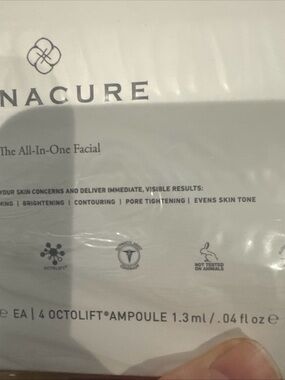 NACURE
The All-In-One Facial
YOUR SKIN CONCERNS AND DELIVER IMMEDIATE, VISIBLE RESULTS:
| BRIGHTENING | CONTOURING | PORE TIGHTENING | EVENS SKIN TONE
OCTOLIFT®
NOT TESTED
ON ANIMALS
e EA | 4 OCTOLIFT® AMPOULE 1.3 ml / .04 fl oz e